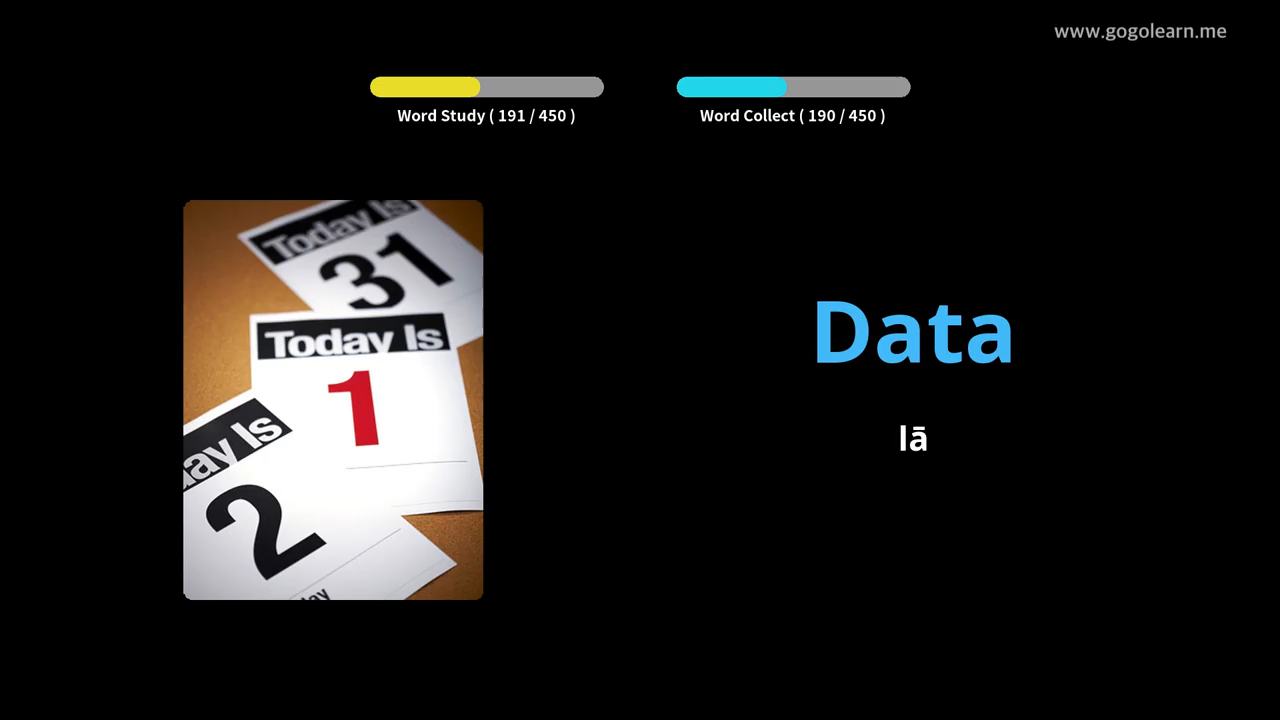 www.gogolearn.me
Word Study ( 191 / 450 )
Word Collect ( 190 / 450 )
Today Is
31
Today Is
1
day Is
2
Data
lā